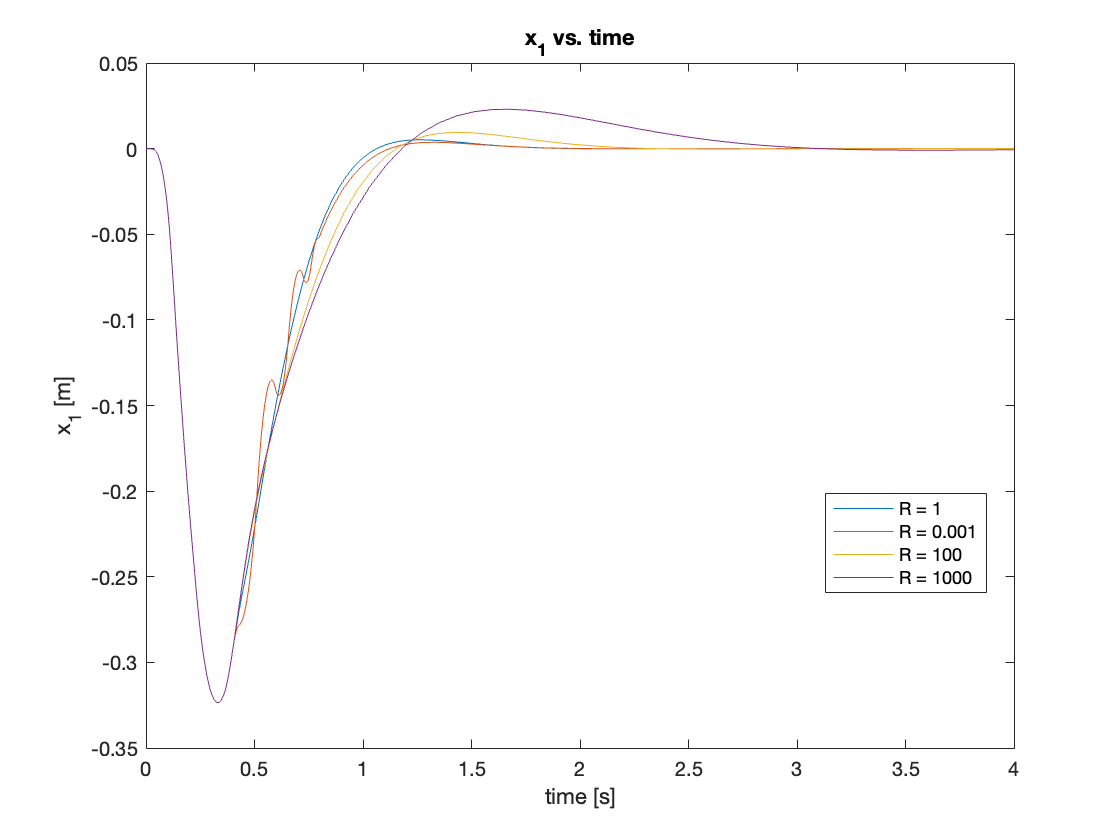 x1 vs. time
0.05
0
-0.05
-0.1
-0.15
-0.2
-0.25
-0.3
-0.35
x1 [m]
R = 1
R = 0.001
R = 100
R = 1000
0 0.5 1 1.5 2 2.5 3 3.5 4
time [s]